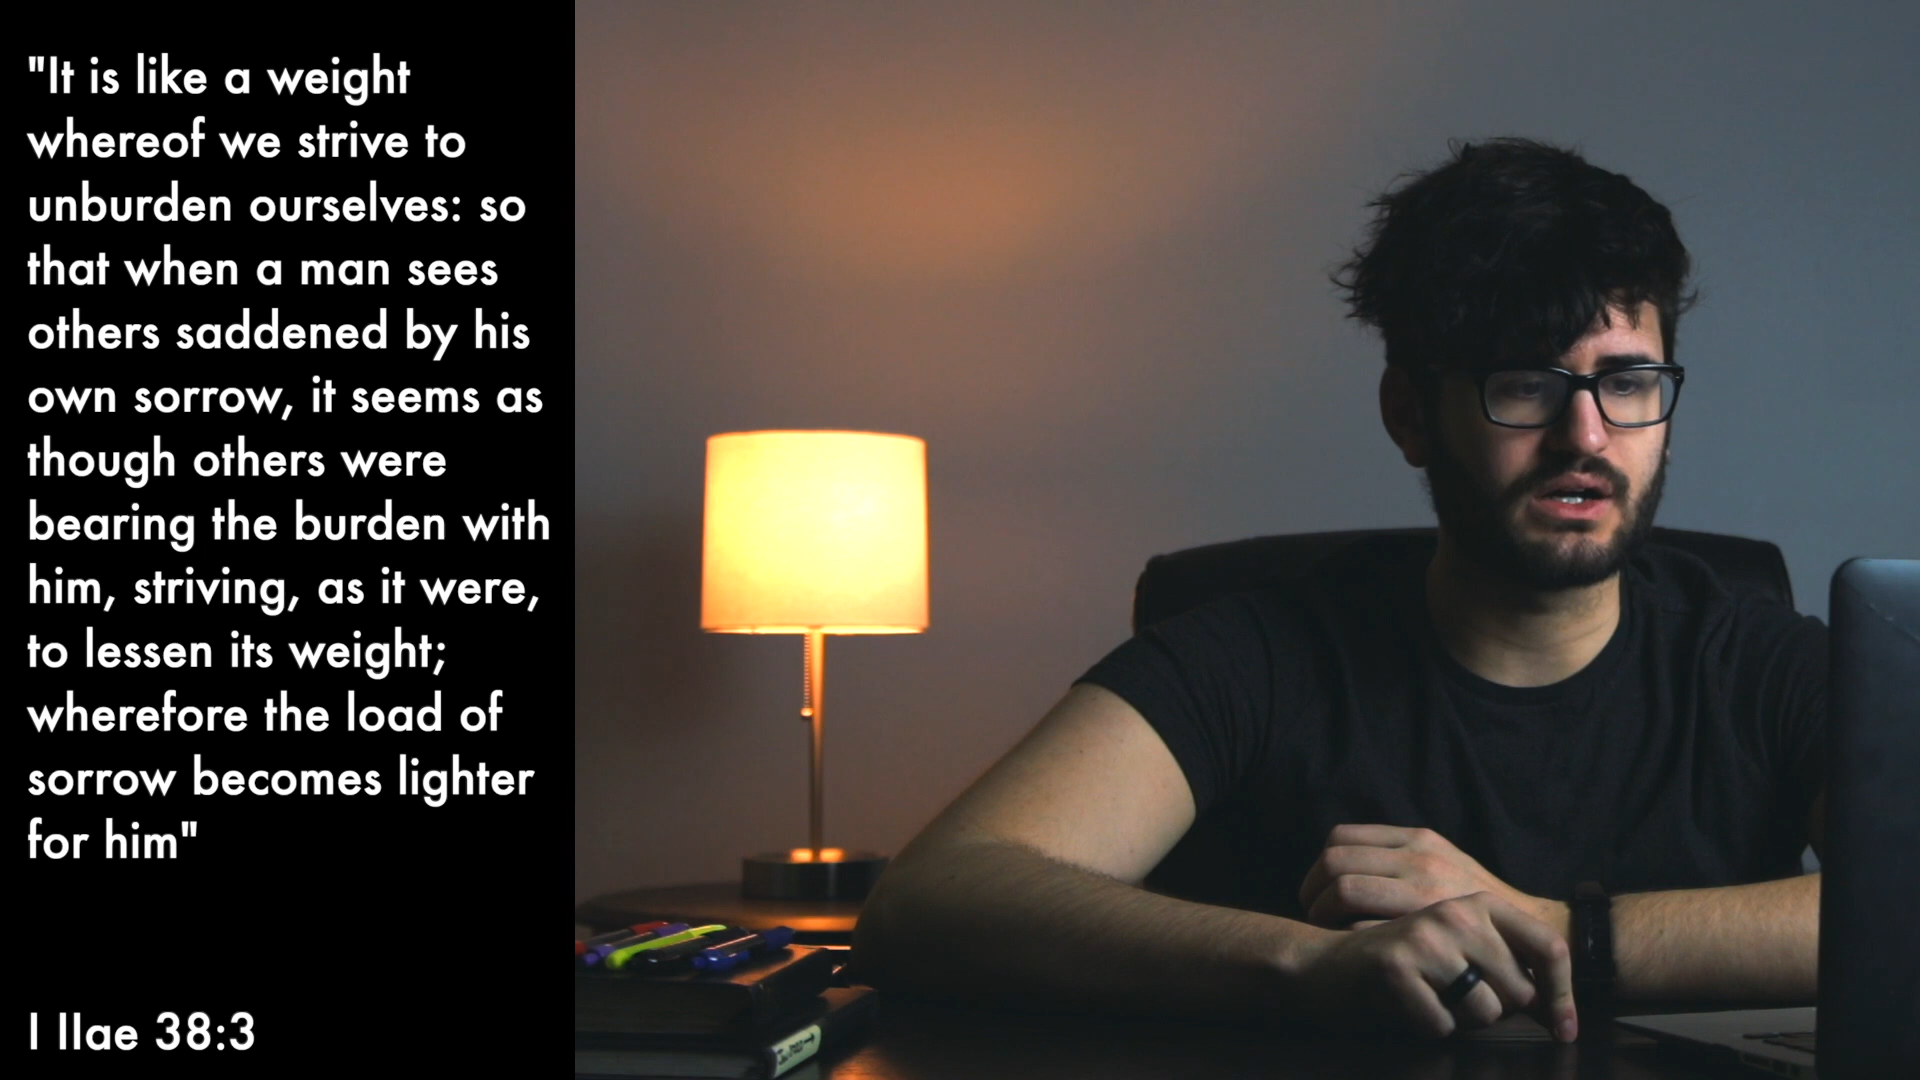 "It is like a weight
whereof we strive to
unburden ourselves: so
that when a man sees
others saddened by his
own sorrow, it seems as
though others were
bearing the burden with
him, striving, as it were,
to lessen its weight;
wherefore the load of
sorrow becomes lighter
for him"
I IIae 38:3